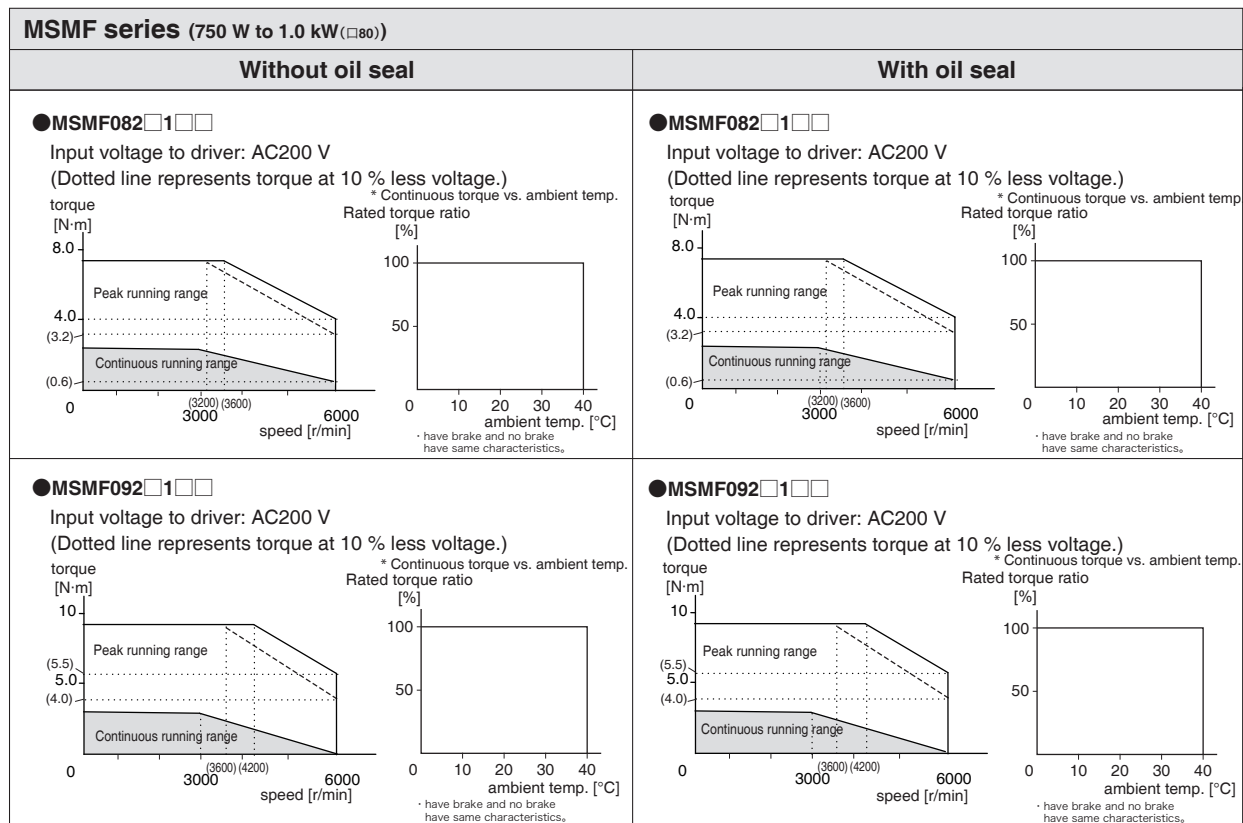 MSMF series (750 W to 1.0 kW(□80))
Without oil seal
With oil seal
●MSMF082□1□□
Input voltage to driver: AC200 V
(Dotted line represents torque at 10 % less voltage.)
* Continuous torque vs. ambient temp.
torque
[N·m]
Rated torque ratio
[%]
8.0
4.0
(3.2)
(0.6)
Peak running range
Continuous running range
0
(3200) (3600)
3000
6000
speed [r/min]
100
50
0
10
20
30
40
ambient temp. [°C]
· have brake and no brake
have same characteristics。
●MSMF082□1□□
Input voltage to driver: AC200 V
(Dotted line represents torque at 10 % less voltage.)
* Continuous torque vs. ambient temp.
torque
[N·m]
Rated torque ratio
[%]
8.0
4.0
(3.2)
(0.6)
Peak running range
Continuous running range
0
(3200) (3600)
3000
6000
speed [r/min]
100
50
0
10
20
30
40
ambient temp. [°C]
· have brake and no brake
have same characteristics。
●MSMF092□1□□
Input voltage to driver: AC200 V
(Dotted line represents torque at 10 % less voltage.)
* Continuous torque vs. ambient temp.
torque
[N·m]
Rated torque ratio
[%]
10
(5.5)
5.0
(4.0)
Peak running range
Continuous running range
0
(3600) (4200)
3000
6000
speed [r/min]
100
50
0
10
20
30
40
ambient temp. [°C]
· have brake and no brake
have same characteristics。
●MSMF092□1□□
Input voltage to driver: AC200 V
(Dotted line represents torque at 10 % less voltage.)
* Continuous torque vs. ambient temp.
torque
[N·m]
Rated torque ratio
[%]
10
(5.5)
5.0
(4.0)
Peak running range
Continuous running range
0
(3600) (4200)
3000
6000
speed [r/min]
100
50
0
10
20
30
40
ambient temp. [°C]
· have brake and no brake
have same characteristics。